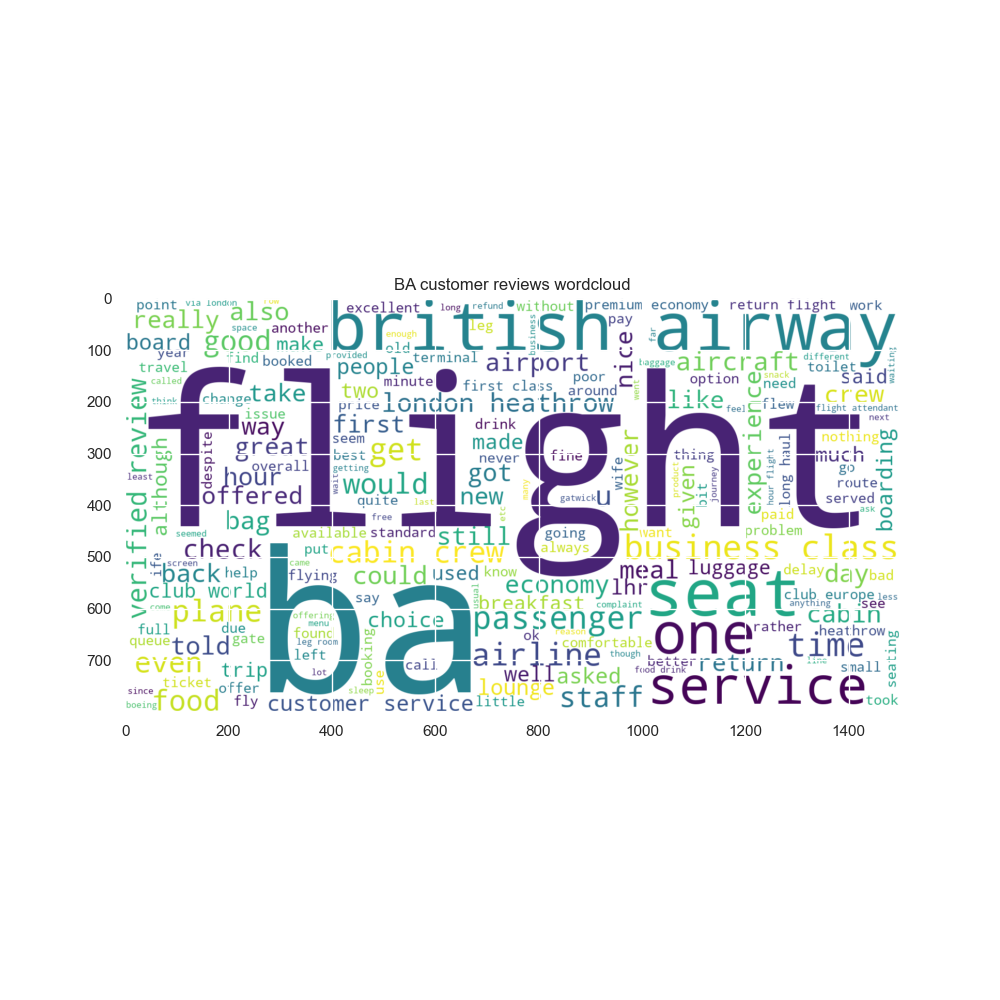 BA customer reviews wordcloud
0
100
200
300
400
500
600
700
0 200 400 600 800 1000 1200 1400
point via london excellent long refund without premium economy return flight work
really also space another british airway
board good make enough old leg business pay far
year find booked provided people terminal airport nice baggage aircraft different toilet waiting
travel called think change take two minute first class poor around went like option snack need said
flight
price london heathrow feel flew flight attendant crew next
issue way first drink experience nothing
verified review although despite great seem best get made never fine thing much
least overall hour wait getting would got many wife however given product bit journey hour flight long haul go route boarding
offered quite last new gatwick u served ask
bag free etc paid
seemed available standard still going want problem
check put cabin crew always business class
life screen back help came flying could used know economy meal luggage delay day bad
club world say usual breakfast lhr seat club europe less
come plane offering menu choice passenger complaint anything see cabin
ba
full due found ok one rather heathrow
queue told gate leg room left booking airline reason comfortable time seating
even trip lot call well though better return line small
ticket use asked food drink
since offer sleep lounge staff service
boeing food fly customer service little took